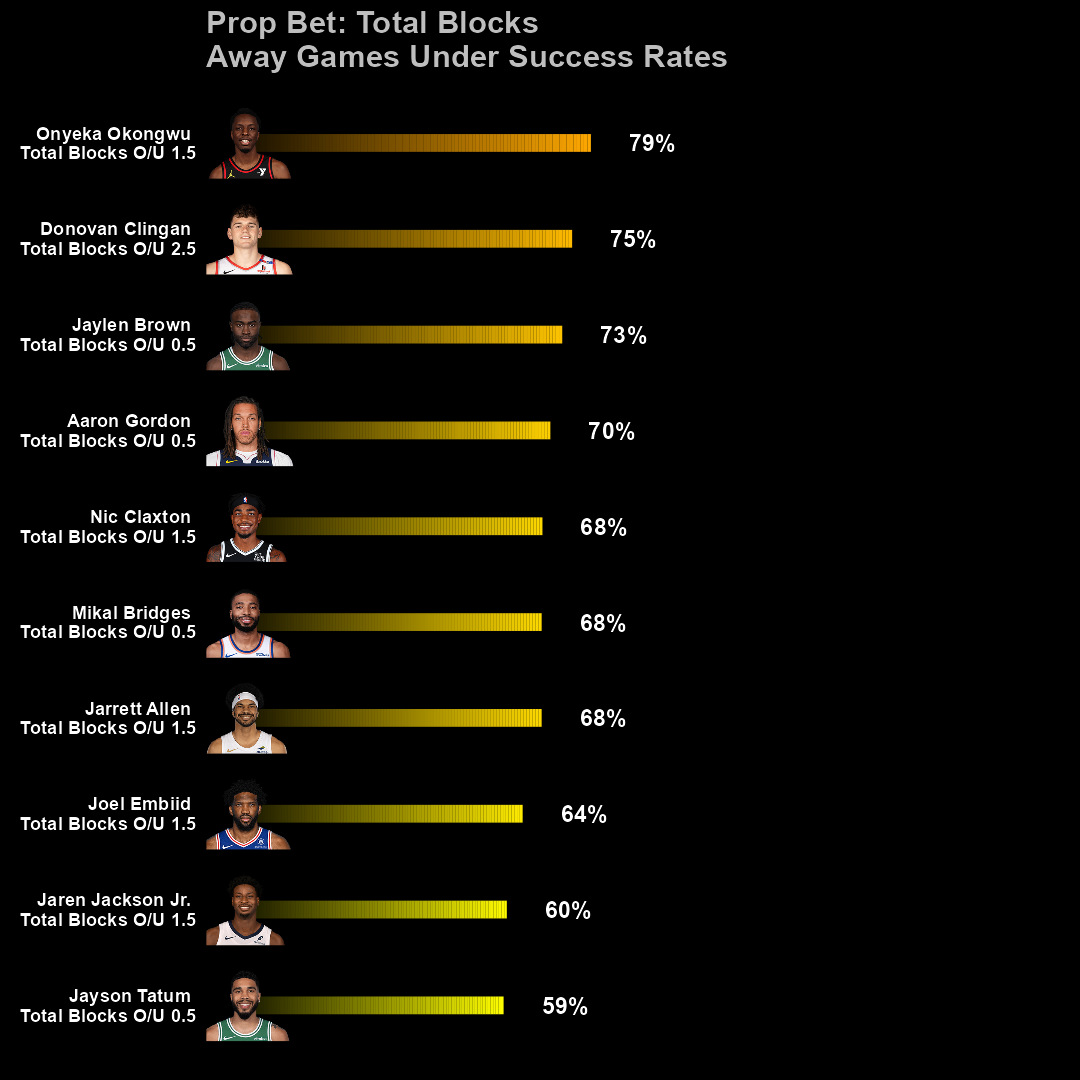 Prop Bet: Total Blocks
Away Games Under Success Rates
Onyeka Okongwu
Total Blocks O/U 1.5
79%
Donovan Clingan
Total Blocks O/U 2.5
75%
Jaylen Brown
Total Blocks O/U 0.5
73%
Aaron Gordon
Total Blocks O/U 0.5
70%
Nic Claxton
Total Blocks O/U 1.5
68%
Mikal Bridges
Total Blocks O/U 0.5
68%
Jarrett Allen
Total Blocks O/U 1.5
68%
Joel Embiid
Total Blocks O/U 1.5
64%
Jaren Jackson Jr.
Total Blocks O/U 1.5
60%
Jayson Tatum
Total Blocks O/U 0.5
59%